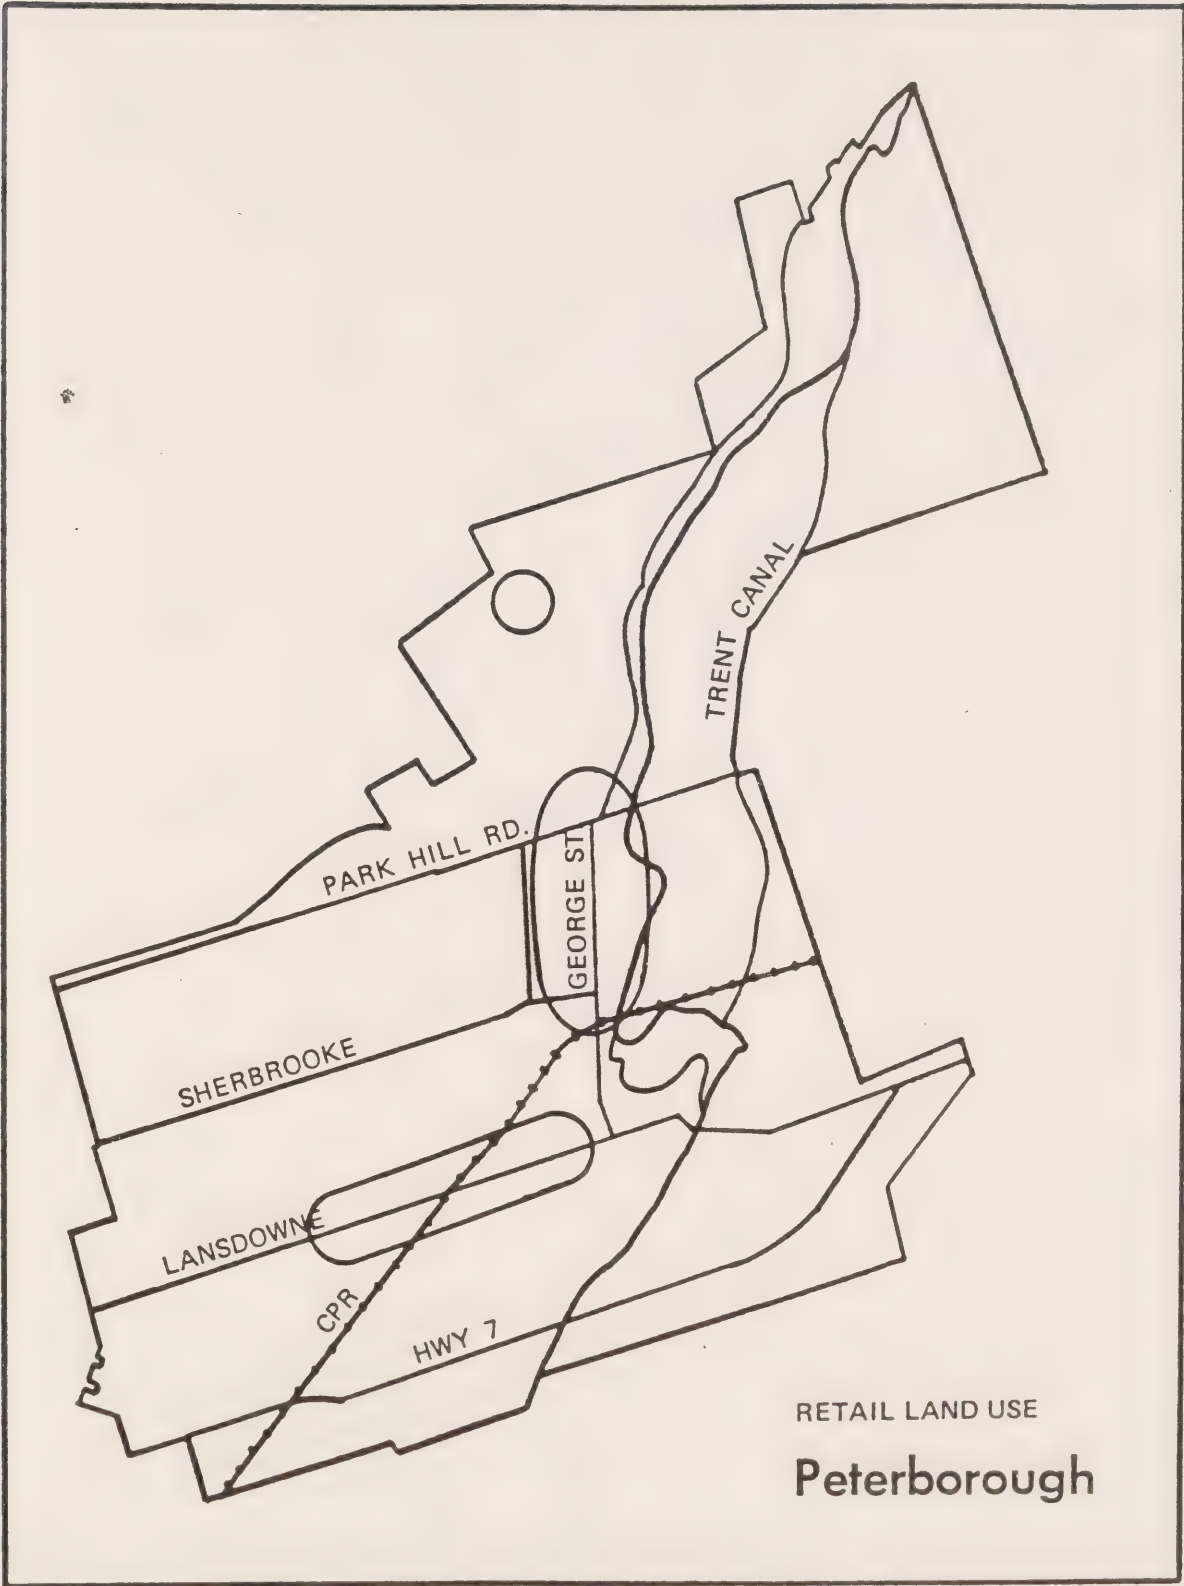 TRENT CANAL
PARK HILL RD.
GEORGE ST
SHERBROOKE
LANSDOWNE
CPR
HWY 7
RETAIL LAND USE
Peterborough